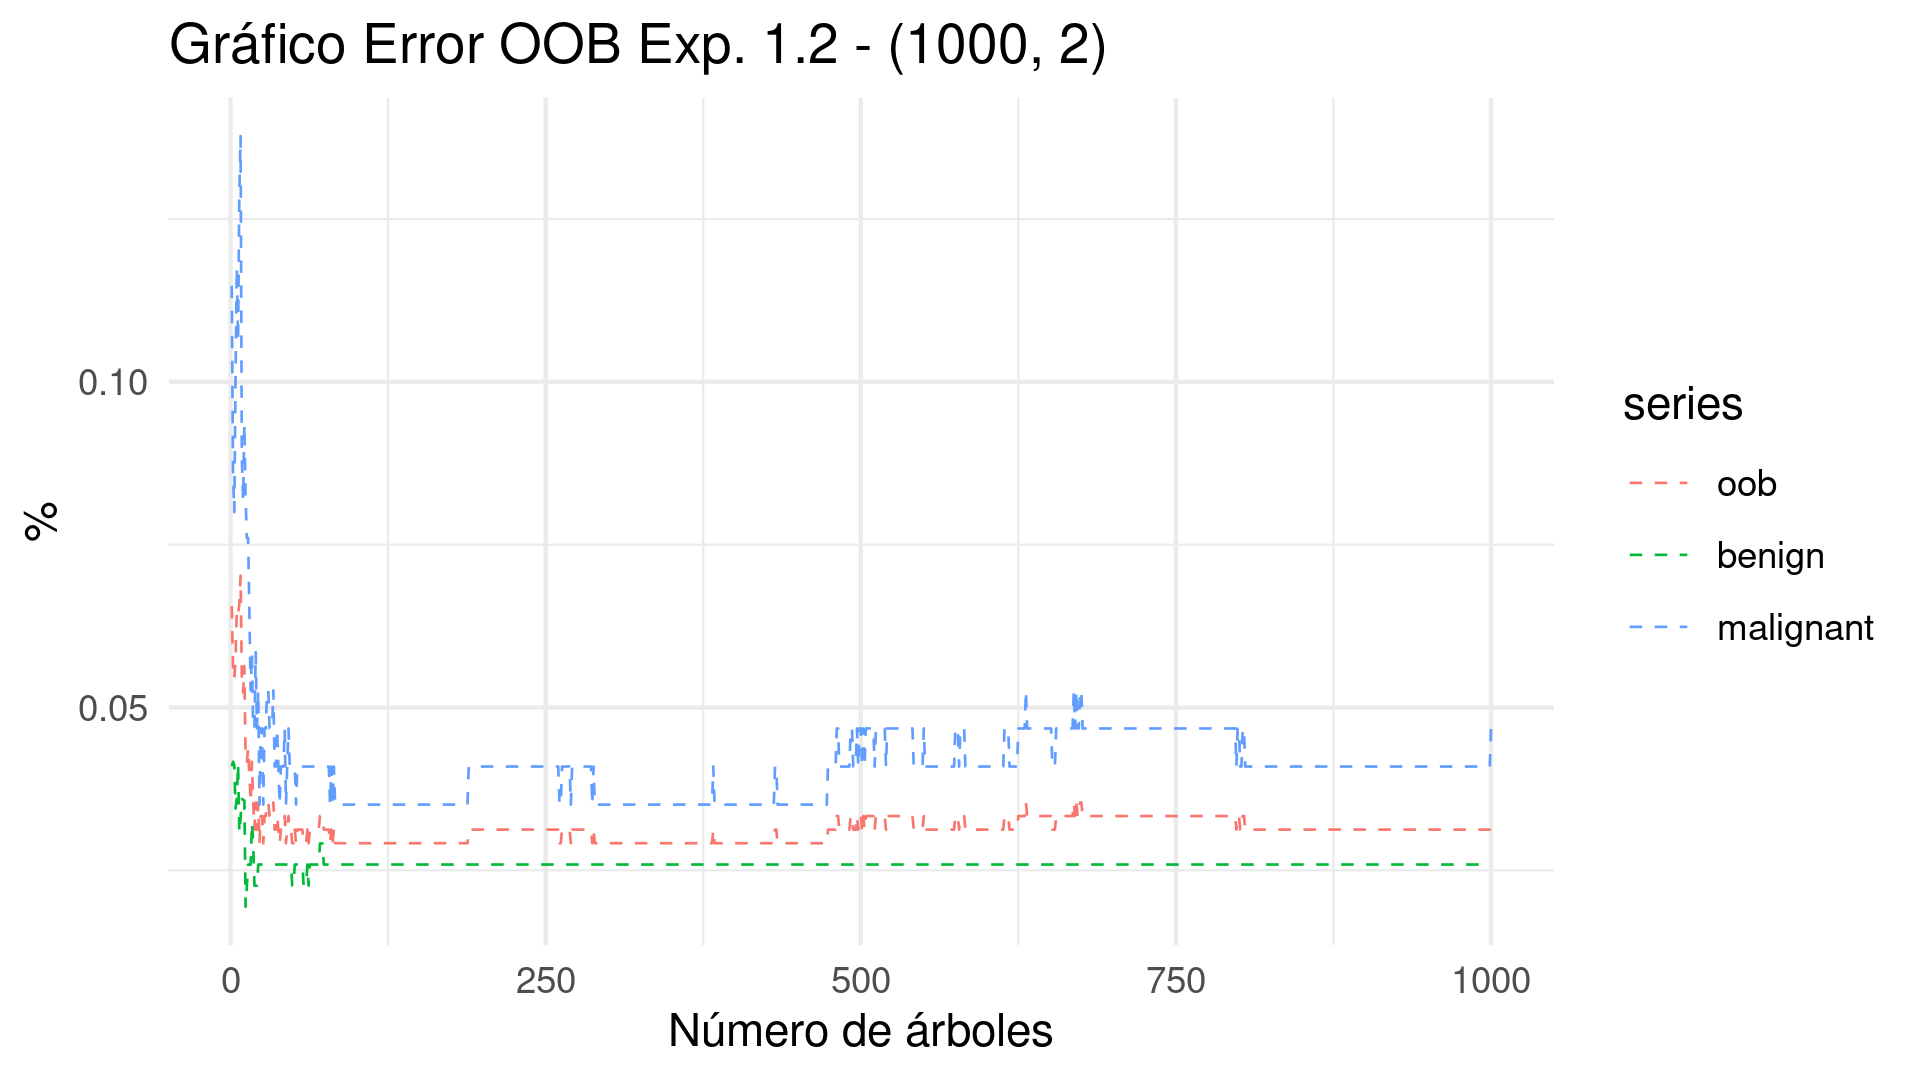 Gráfico Error OOB Exp. 1.2 - (1000, 2)
%
0.10
0.05
0
250
500
750
1000
Número de árboles
series
oob
benign
malignant